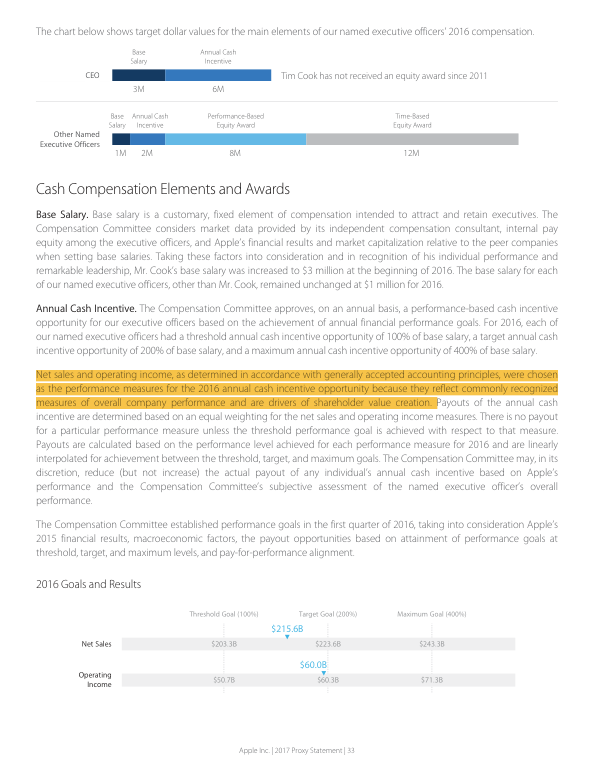 The chart below shows target dollar values for the main elements of our named executive officers' 2016 compensation.
Base
Salary
Annual Cash
Incentive
CEO
Tim Cook has not received an equity award since 2011
3M
6M
Base
Salary
Annual Cash
Incentive
Performance-Based
Equity Award
Time-Based
Equity Award
Other Named
Executive Officers
1M
2M
8M
12M
Cash Compensation Elements and Awards
Base Salary. Base salary is a customary, fixed element of compensation intended to attract and retain executives. The
Compensation Committee considers market data provided by its independent compensation consultant, internal pay
equity among the executive officers, and Apple's financial results and market capitalization relative to the peer companies
when setting base salaries. Taking these factors into consideration and in recognition of his individual performance and
remarkable leadership, Mr. Cook's base salary was increased to $3 million at the beginning of 2016. The base salary for each
of our named executive officers, other than Mr. Cook, remained unchanged at $1 million for 2016.
Annual Cash Incentive. The Compensation Committee approves, on an annual basis, a performance-based cash incentive
opportunity for our executive officers based on the achievement of annual financial performance goals. For 2016, each of
our named executive officers had a threshold annual cash incentive opportunity of 100% of base salary, a target annual cash
incentive opportunity of 200% of base salary, and a maximum annual cash incentive opportunity of 400% of base salary.
Net sales and operating income, as determined in accordance with generally accepted accounting principles, were chosen
as the performance measures for the 2016 annual cash incentive opportunity because they reflect commonly recognized
measures of overall company performance and are drivers of shareholder value creation. Payouts of the annual cash
incentive are determined based on an equal weighting for the net sales and operating income measures. There is no payout
for a particular performance measure unless the threshold performance goal is achieved with respect to that measure.
Payouts are calculated based on the performance level achieved for each performance measure for 2016 and are linearly
interpolated for achievement between the threshold, target, and maximum goals. The Compensation Committee may, in its
discretion, reduce (but not increase) the actual payout of any individual's annual cash incentive based on Apple's
performance and the Compensation Committee's subjective assessment of the named executive officer's overall
performance.
The Compensation Committee established performance goals in the first quarter of 2016, taking into consideration Apple's
2015 financial results, macroeconomic factors, the payout opportunities based on attainment of performance goals at
threshold, target, and maximum levels, and pay-for-performance alignment.
2016 Goals and Results
Threshold Goal (100%)
Target Goal (200%)
Maximum Goal (400%)
$215.6B
Net Sales
$203.3B
$223.6B
$243.3B
$60.0B
Operating
Income
$50.7B
$60.3B
$71.3B
Apple Inc. | 2017 Proxy Statement | 33